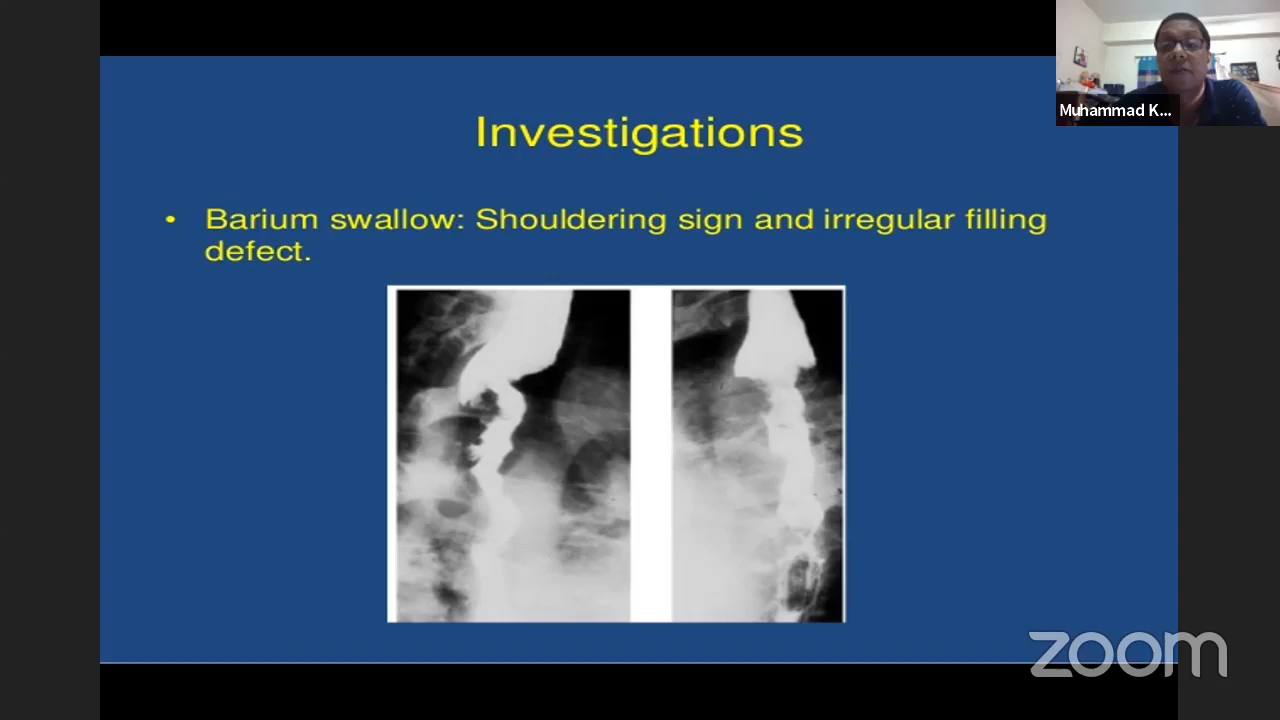 Investigations
• Barium swallow: Shouldering sign and irregular filling
defect.
Muhammad K...
zoom